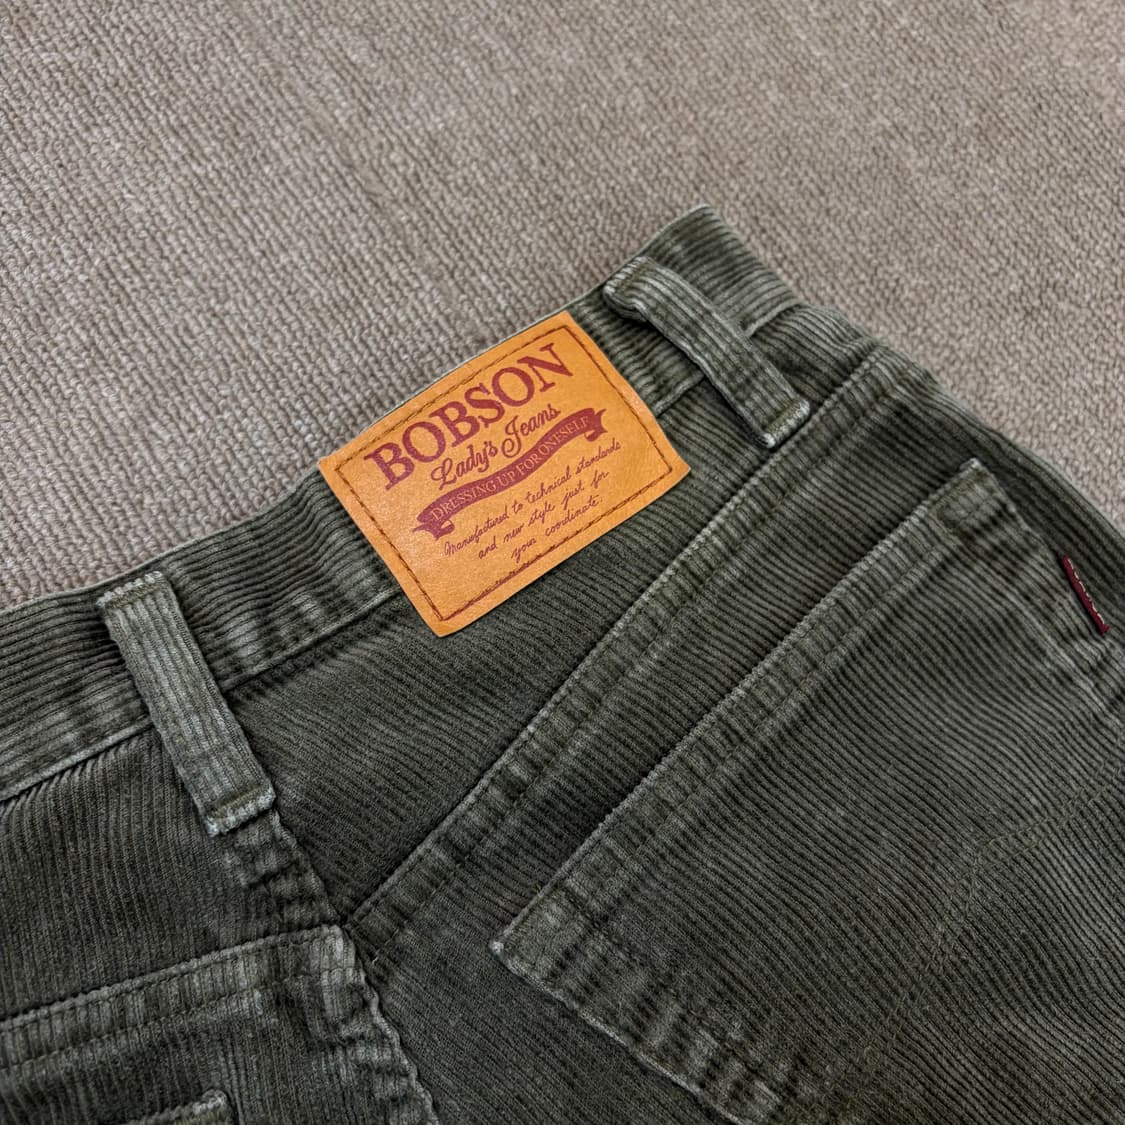 BOBSON
Lady's Jeans
DRESSING UP FOR ONESELF
Manufactured to technical standards
and new style just for
your coordinate.